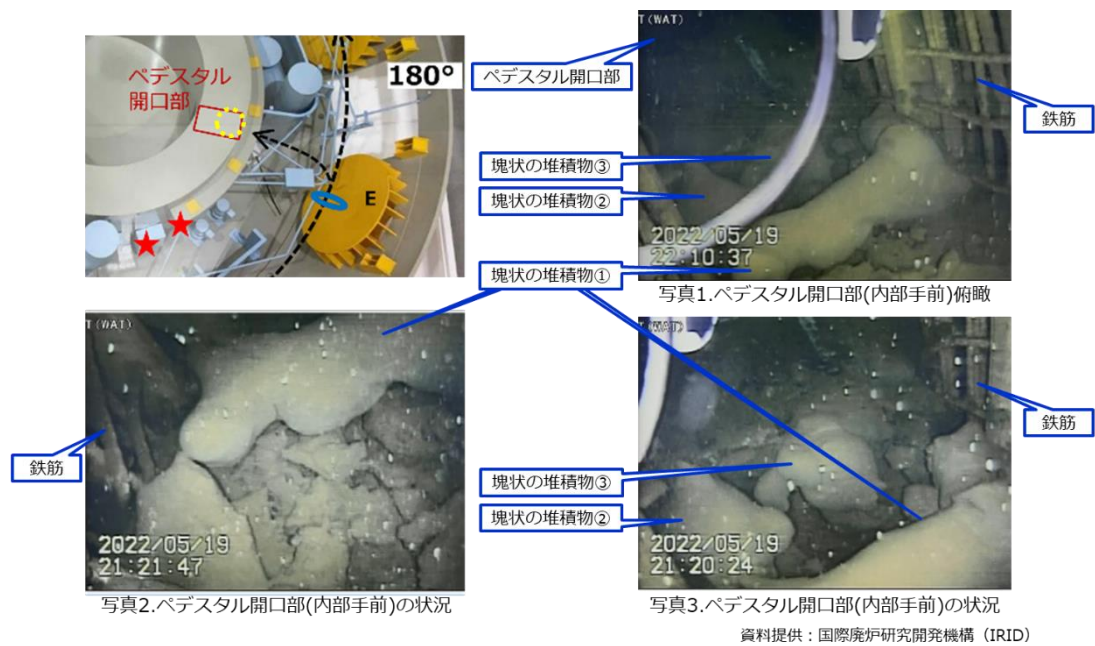 ペデスタル
開口部
180°
E
T(WAT)
ペデスタル開口部
鉄筋
塊状の堆積物③
塊状の堆積物②
2022/05/19
22:10:37
塊状の堆積物①
写真1.ペデスタル開口部(内部手前)俯瞰
T(WAT)
鉄筋
2022/05/19
21:21:47
写真2.ペデスタル開口部(内部手前)の状況
T(WAT)
鉄筋
塊状の堆積物③
塊状の堆積物②
2022/05/19
21:20:24
写真3.ペデスタル開口部(内部手前)の状況
資料提供：国際廃炉研究開発機構（IRID）